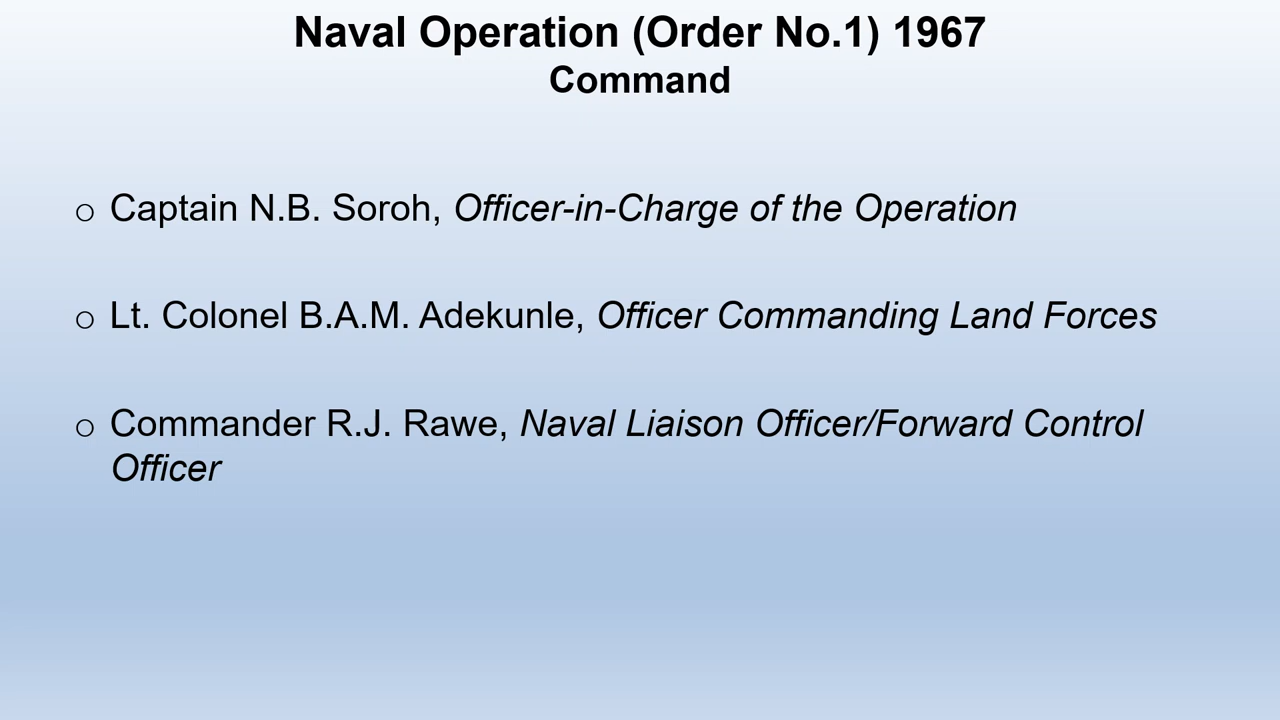 Naval Operation (Order No.1) 1967
Command
o Captain N.B. Soroh, Officer-in-Charge of the Operation
o Lt. Colonel B.A.M. Adekunle, Officer Commanding Land Forces
o Commander R.J. Rawe, Naval Liaison Officer/Forward Control
Officer